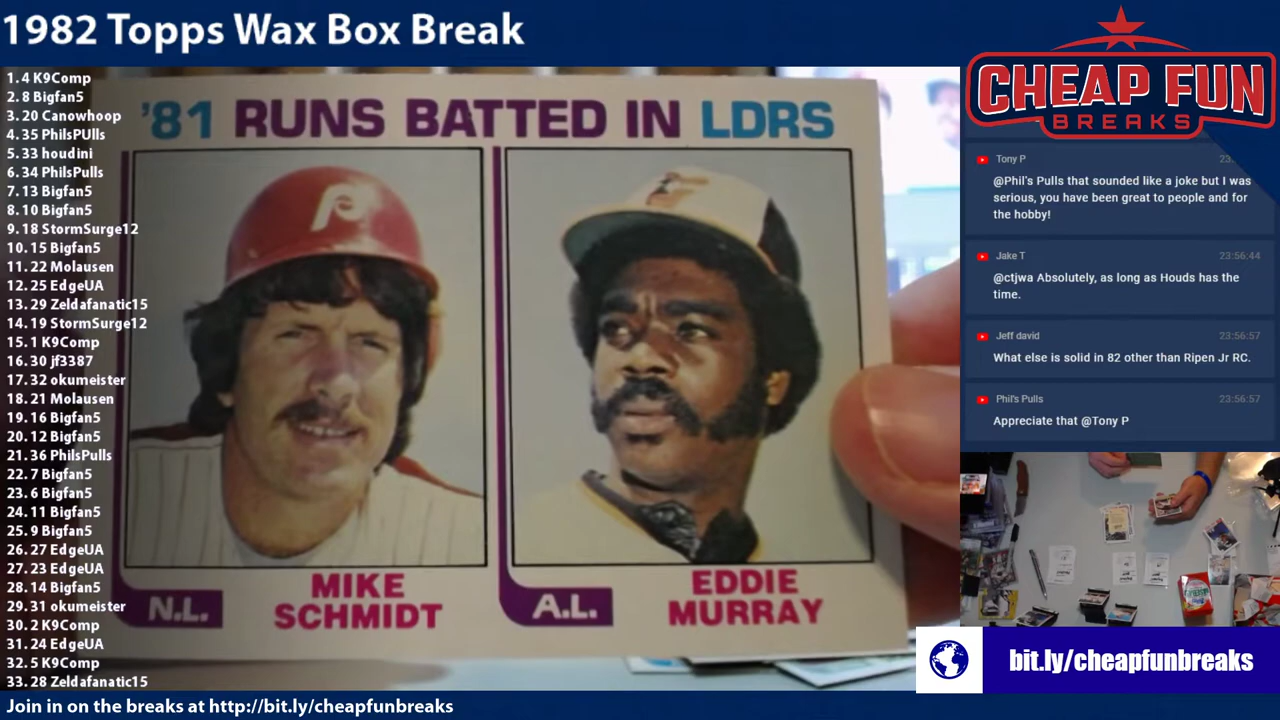 1982 Topps Wax Box Break
1. 4 K9Comp
2. 8 Bigfan5
3. 20 Canowhoop
4. 35 PhilsPUlls
5. 33 houdini
6. 34 PhilsPulls
7. 13 Bigfan5
8. 10 Bigfan5
9. 18 StormSurge12
10. 15 Bigfan5
11. 22 Molausen
12. 25 EdgeUA
13. 29 Zeldafanatic15
14. 19 StormSurge12
15. 1 K9Comp
16. 30 jf3387
17. 32 okumeister
18. 21 Molausen
19. 16 Bigfan5
20. 12 Bigfan5
21. 36 PhilsPulls
22. 7 Bigfan5
23. 6 Bigfan5
24. 11 Bigfan5
25. 9 Bigfan5
26. 27 EdgeUA
27. 23 EdgeUA
28. 14 Bigfan5
29. 31 okumeister
30. 2 K9Comp
31. 24 EdgeUA
32. 5 K9Comp
33. 28 Zeldafanatic15
'81 RUNS BATTED IN LDRS
N.L.
MIKE
SCHMIDT
A.L.
EDDIE
MURRAY
CHEAP FUN
BREAKS
Tony P
@Phil's Pulls that sounded like a joke but I was
serious, you have been great to people and for
the hobby!
Jake T 23:56:44
@ctjwa Absolutely, as long as Houds has the
time.
Jeff david 23:56:57
What else is solid in 82 other than Ripen Jr RC.
Phil's Pulls 23:56:57
Appreciate that @Tony P
bit.ly/cheapfunbreaks
Join in on the breaks at http://bit.ly/cheapfunbreaks